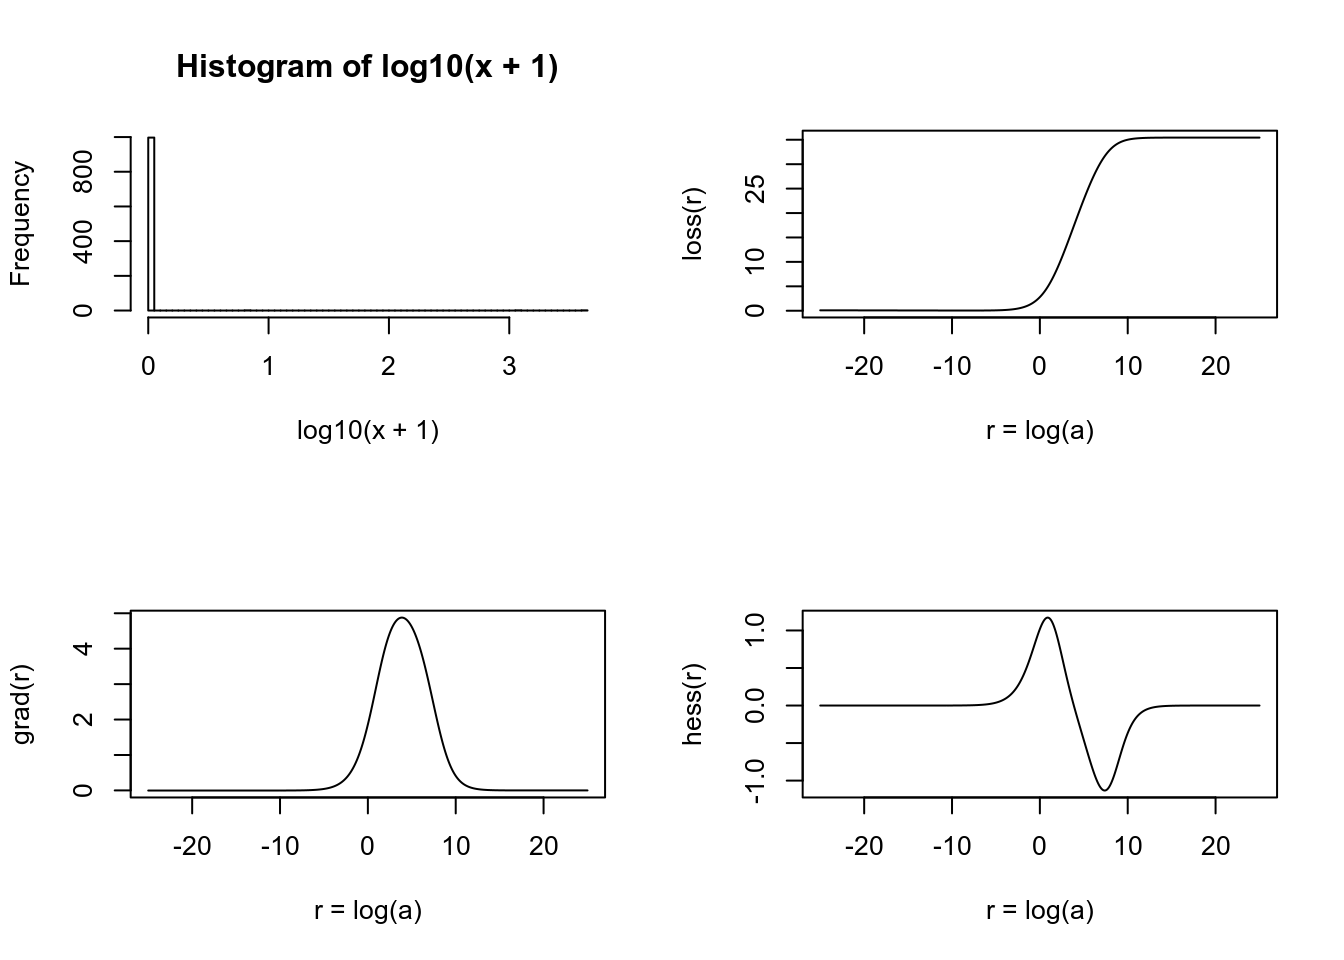 Histogram of log10(x + 1)
Frequency
800
400
0
0 1 2 3
log10(x + 1)
loss(r)
25
10
0
-20 -10 0 10 20
r = log(a)
grad(r)
4
2
0
-20 -10 0 10 20
r = log(a)
hess(r)
1.0
0.0
-1.0
-20 -10 0 10 20
r = log(a)